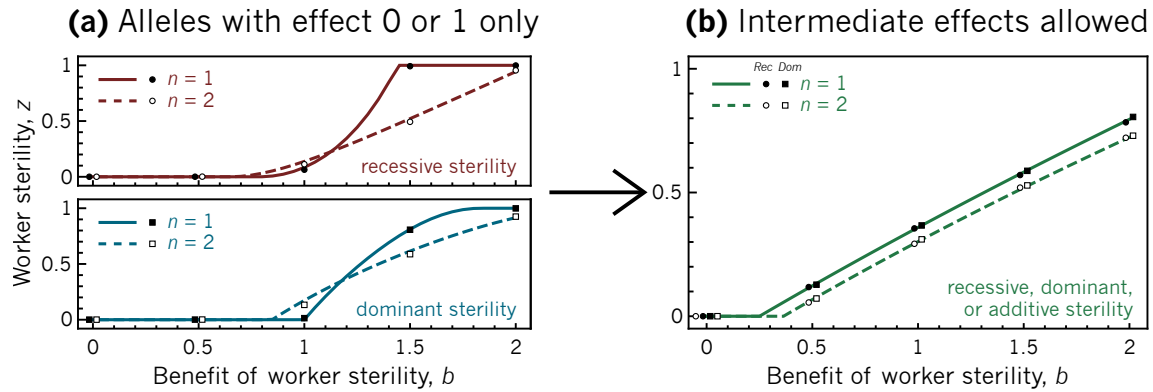 (a) Alleles with effect 0 or 1 only
Worker sterility, z
1
0.5
0
n = 1
n = 2
recessive sterility
1
0.5
0
n = 1
n = 2
dominant sterility
0 0.5 1 1.5 2
Benefit of worker sterility, b
(b) Intermediate effects allowed
1
0.5
0
Rec Dom
n = 1
n = 2
recessive, dominant,
or additive sterility
0 0.5 1 1.5 2
Benefit of worker sterility, b